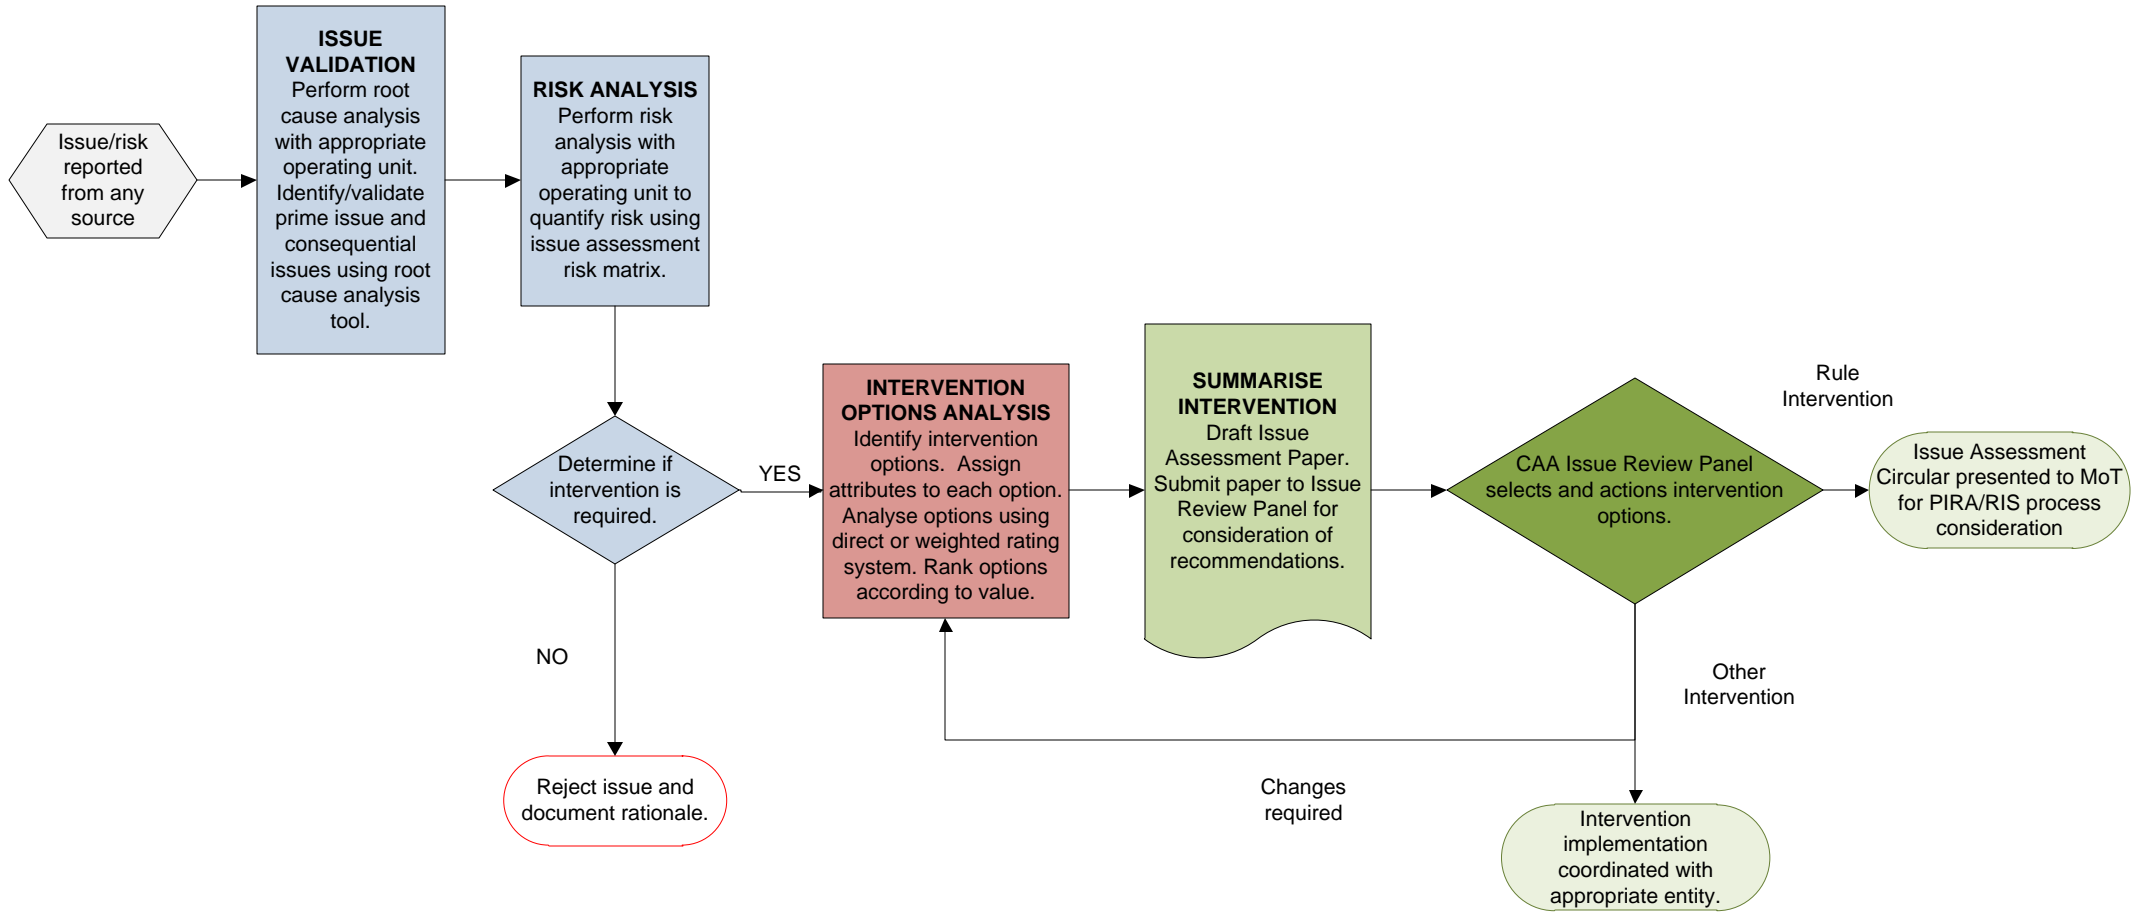 Issue/risk
reported
from any
source
ISSUE
VALIDATION
Perform root
cause analysis
with appropriate
operating unit.
Identify/validate
prime issue and
consequential
issues using root
cause analysis
tool.
RISK ANALYSIS
Perform risk
analysis with
appropriate
operating unit to
quantify risk using
issue assessment
risk matrix.
Determine if
intervention is
required.
YES
NO
Reject issue and
document rationale.
INTERVENTION
OPTIONS ANALYSIS
Identify intervention
options.  Assign
attributes to each option.
Analyse options using
direct or weighted rating
system. Rank options
according to value.
SUMMARISE
INTERVENTION
Draft Issue
Assessment Paper.
Submit paper to Issue
Review Panel for
consideration of
recommendations.
CAA Issue Review Panel
selects and actions intervention
options.
Rule
Intervention
Issue Assessment
Circular presented to MoT
for PIRA/RIS process
consideration
Other
Intervention
Changes
required
Intervention
implementation
coordinated with
appropriate entity.